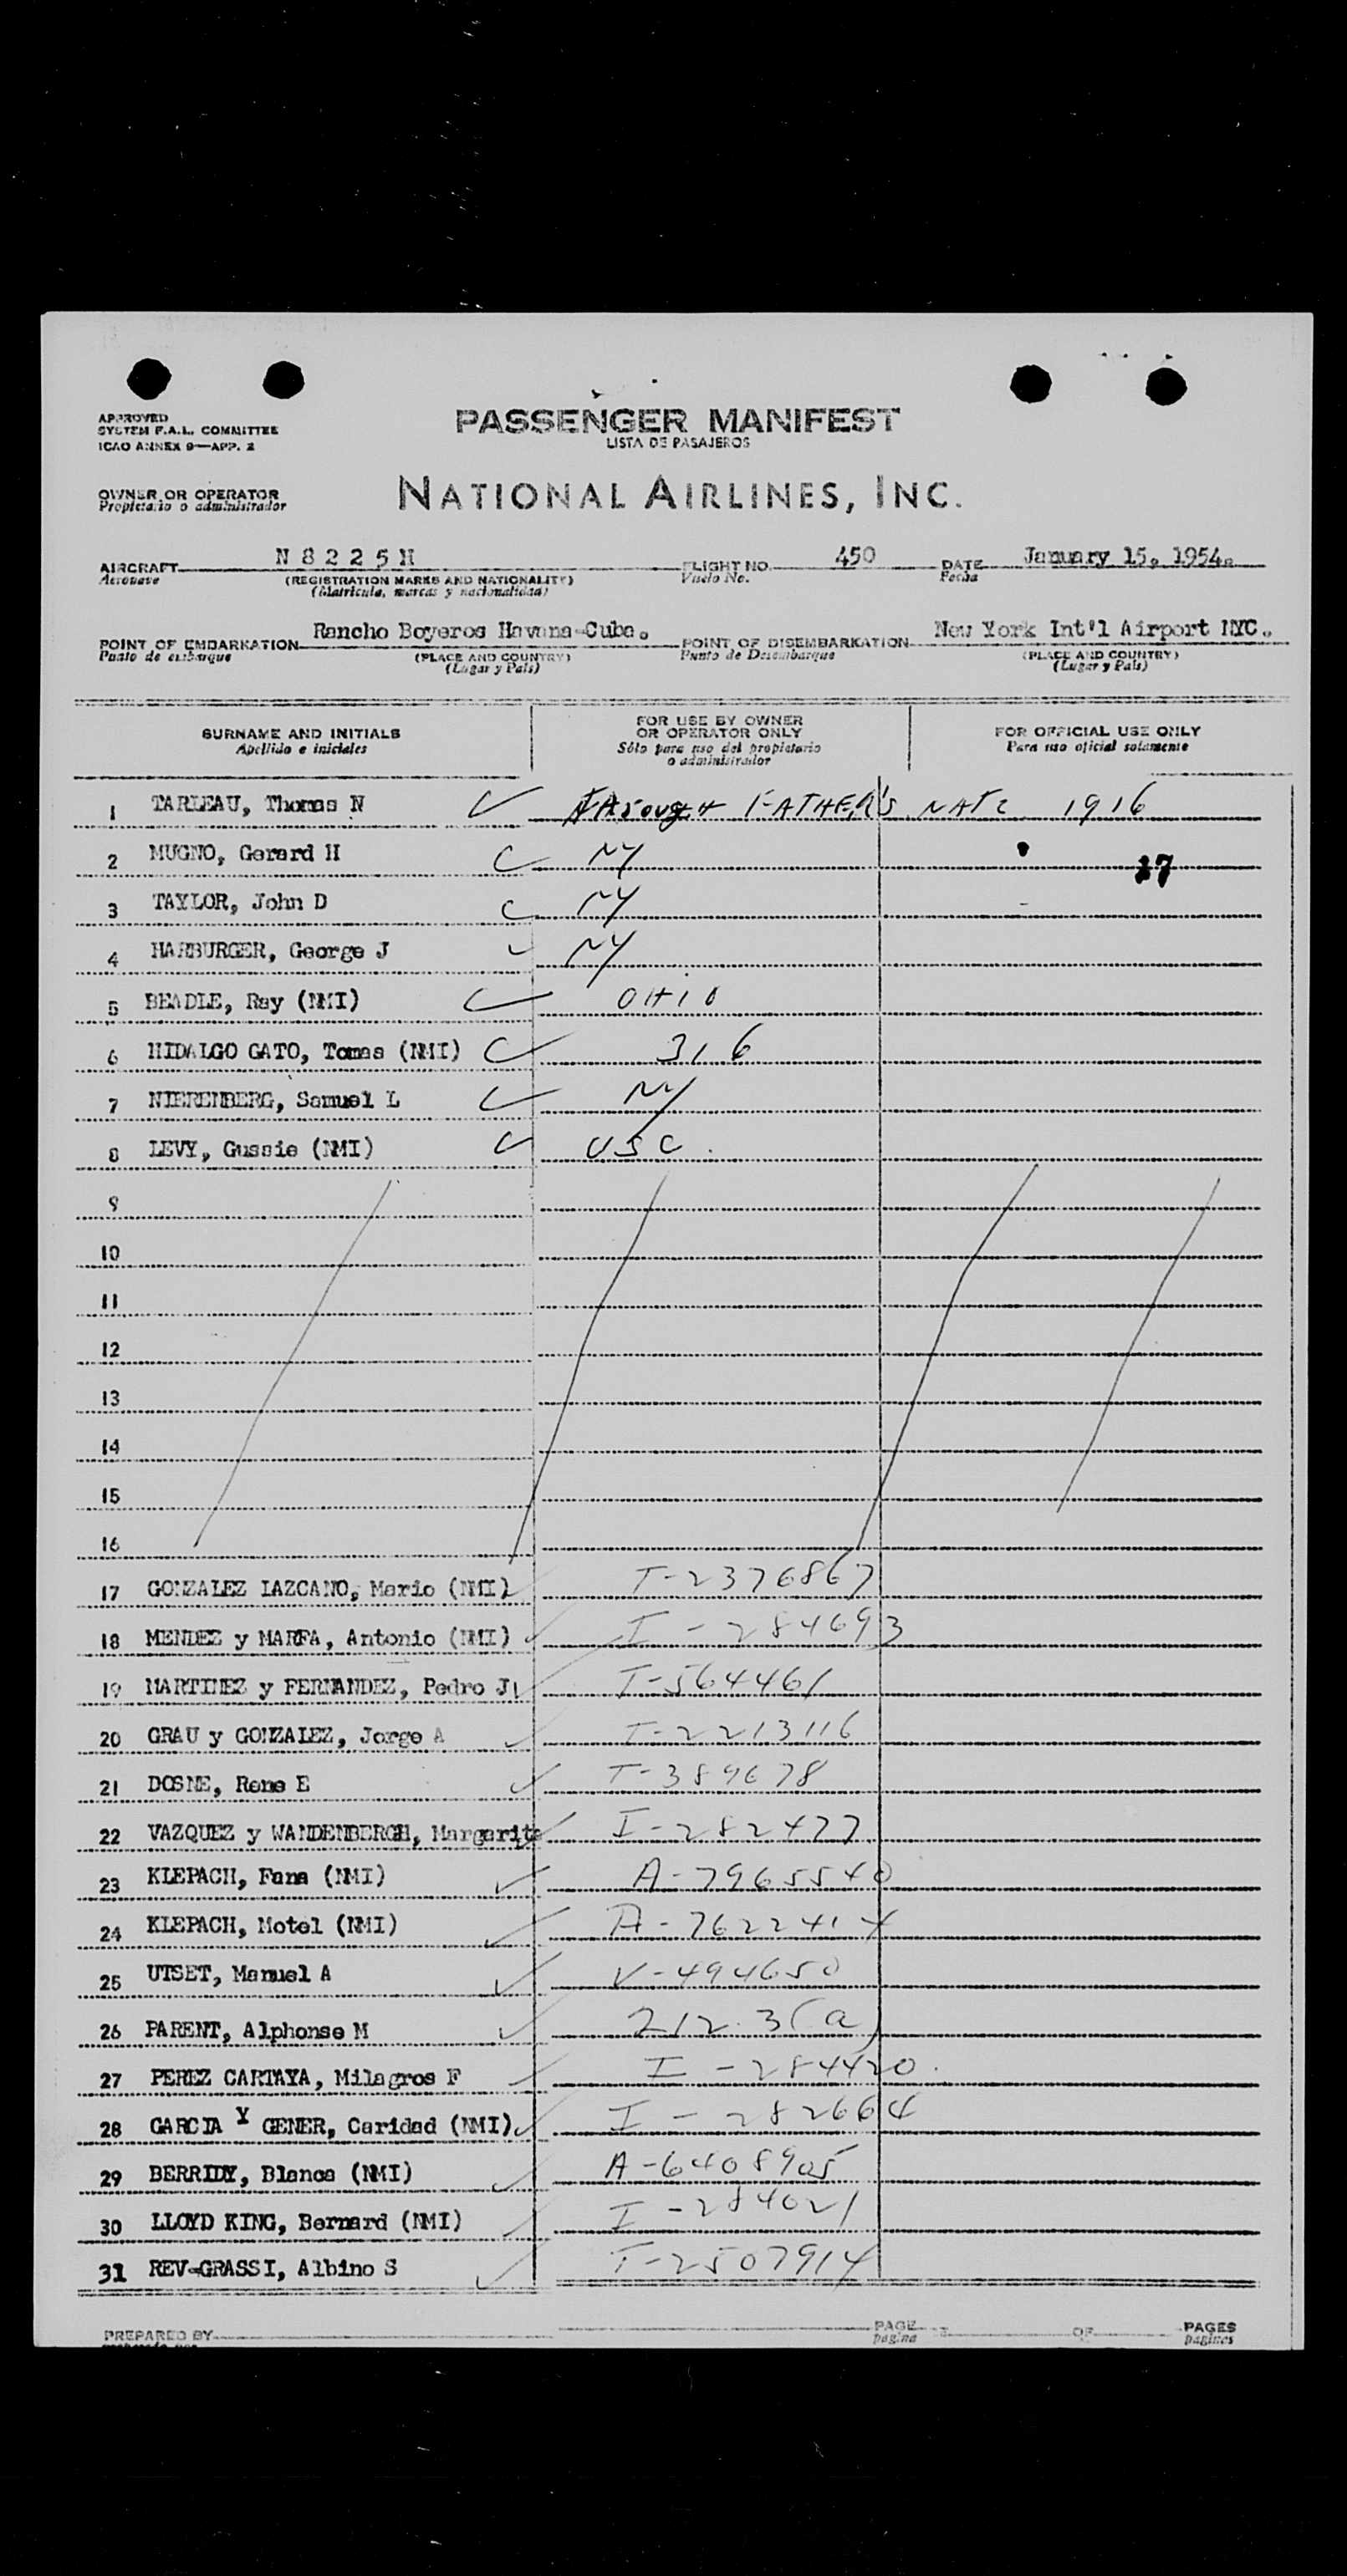 APPROVED
SYSTEM F.A.L. COMMITTEE
ICAO ANNEX 9—APP. 2
PASSENGER MANIFEST
LISTA DE PASAJEROS
OWNER OR OPERATOR
Propietario o administrador
NATIONAL AIRLINES, INC.
AIRCRAFT N 8 2 2 5 H FLIGHT NO. 450 DATE January 15, 1954.
Aeronave (REGISTRATION MARKS AND NATIONALITY) Vuelo No. Fecha
(Matricula, marcas y nacionalidad)
POINT OF EMBARKATION Rancho Boyeros Havana-Cuba. POINT OF DISEMBARKATION New York Int'l Airport NYC.
Punto de embarque (PLACE AND COUNTRY) Punto de Desembarque (PLACE AND COUNTRY)
(Lugar y País) (Lugar y País)
SURNAME AND INITIALS
Apellido e iniciales
FOR USE BY OWNER
OR OPERATOR ONLY
Sólo para uso del propietario
o administrador
FOR OFFICIAL USE ONLY
Para uso oficial solamente
1 TARLEAU, Thomas N FATHER'S NATZ 1916
2 MUGNO, Gerard H NY 17
3 TAYLOR, John D NY
4 HARBURGER, George J NY
5 BEADLE, Ray (NMI) OHIO
6 HIDALGO GATO, Tomas (NMI) 316
7 NIERENBERG, Samuel L NY
8 LEVY, Gussie (NMI) USC.
9
10
11
12
13
14
15
16
17 GONZALEZ LAZCANO, Mario (NMI) T-2376867
18 MENDEZ y MARFA, Antonio (NMI) I-284693
19 MARTINEZ y FERNANDEZ, Pedro J T-564461
20 GRAU y GONZALEZ, Jorge A T-2213116
21 DOSNE, Rene E T-389678
22 VAZQUEZ y WANDENBERGH, Margarita I-282477
23 KLEPACH, Fana (NMI) A-7965540
24 KLEPACH, Motel (NMI) A-7622414
25 UTSET, Manuel A V-494650
26 PARENT, Alphonse M 212.3(a)
27 PEREZ CARTAYA, Milagros F I-284420.
28 GARCIA Y GENER, Caridad (NMI) I-282664
29 BERRIDY, Blanca (NMI) A-6408905
30 LLOYD KING, Bernard (NMI) I-284021
31 REV-GRASSI, Albino S T-2507914
PREPARED BY PAGE OF PAGES
pagina paginas